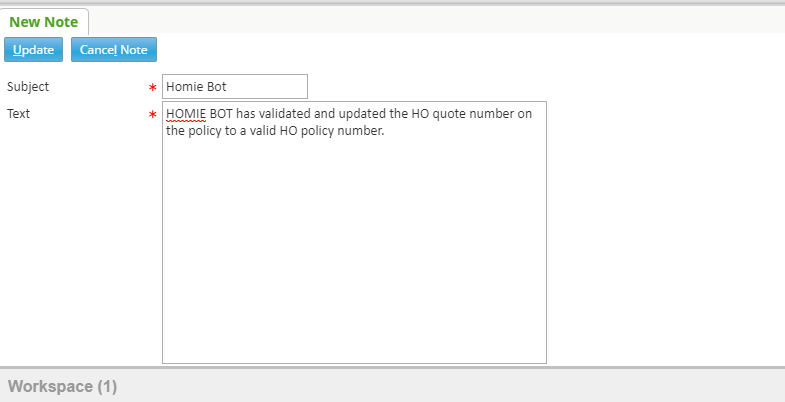 New Note
Update Cancel Note
Subject * Homie Bot
Text * HOMIE BOT has validated and updated the HO quote number on
the policy to a valid HO policy number.
Workspace (1)